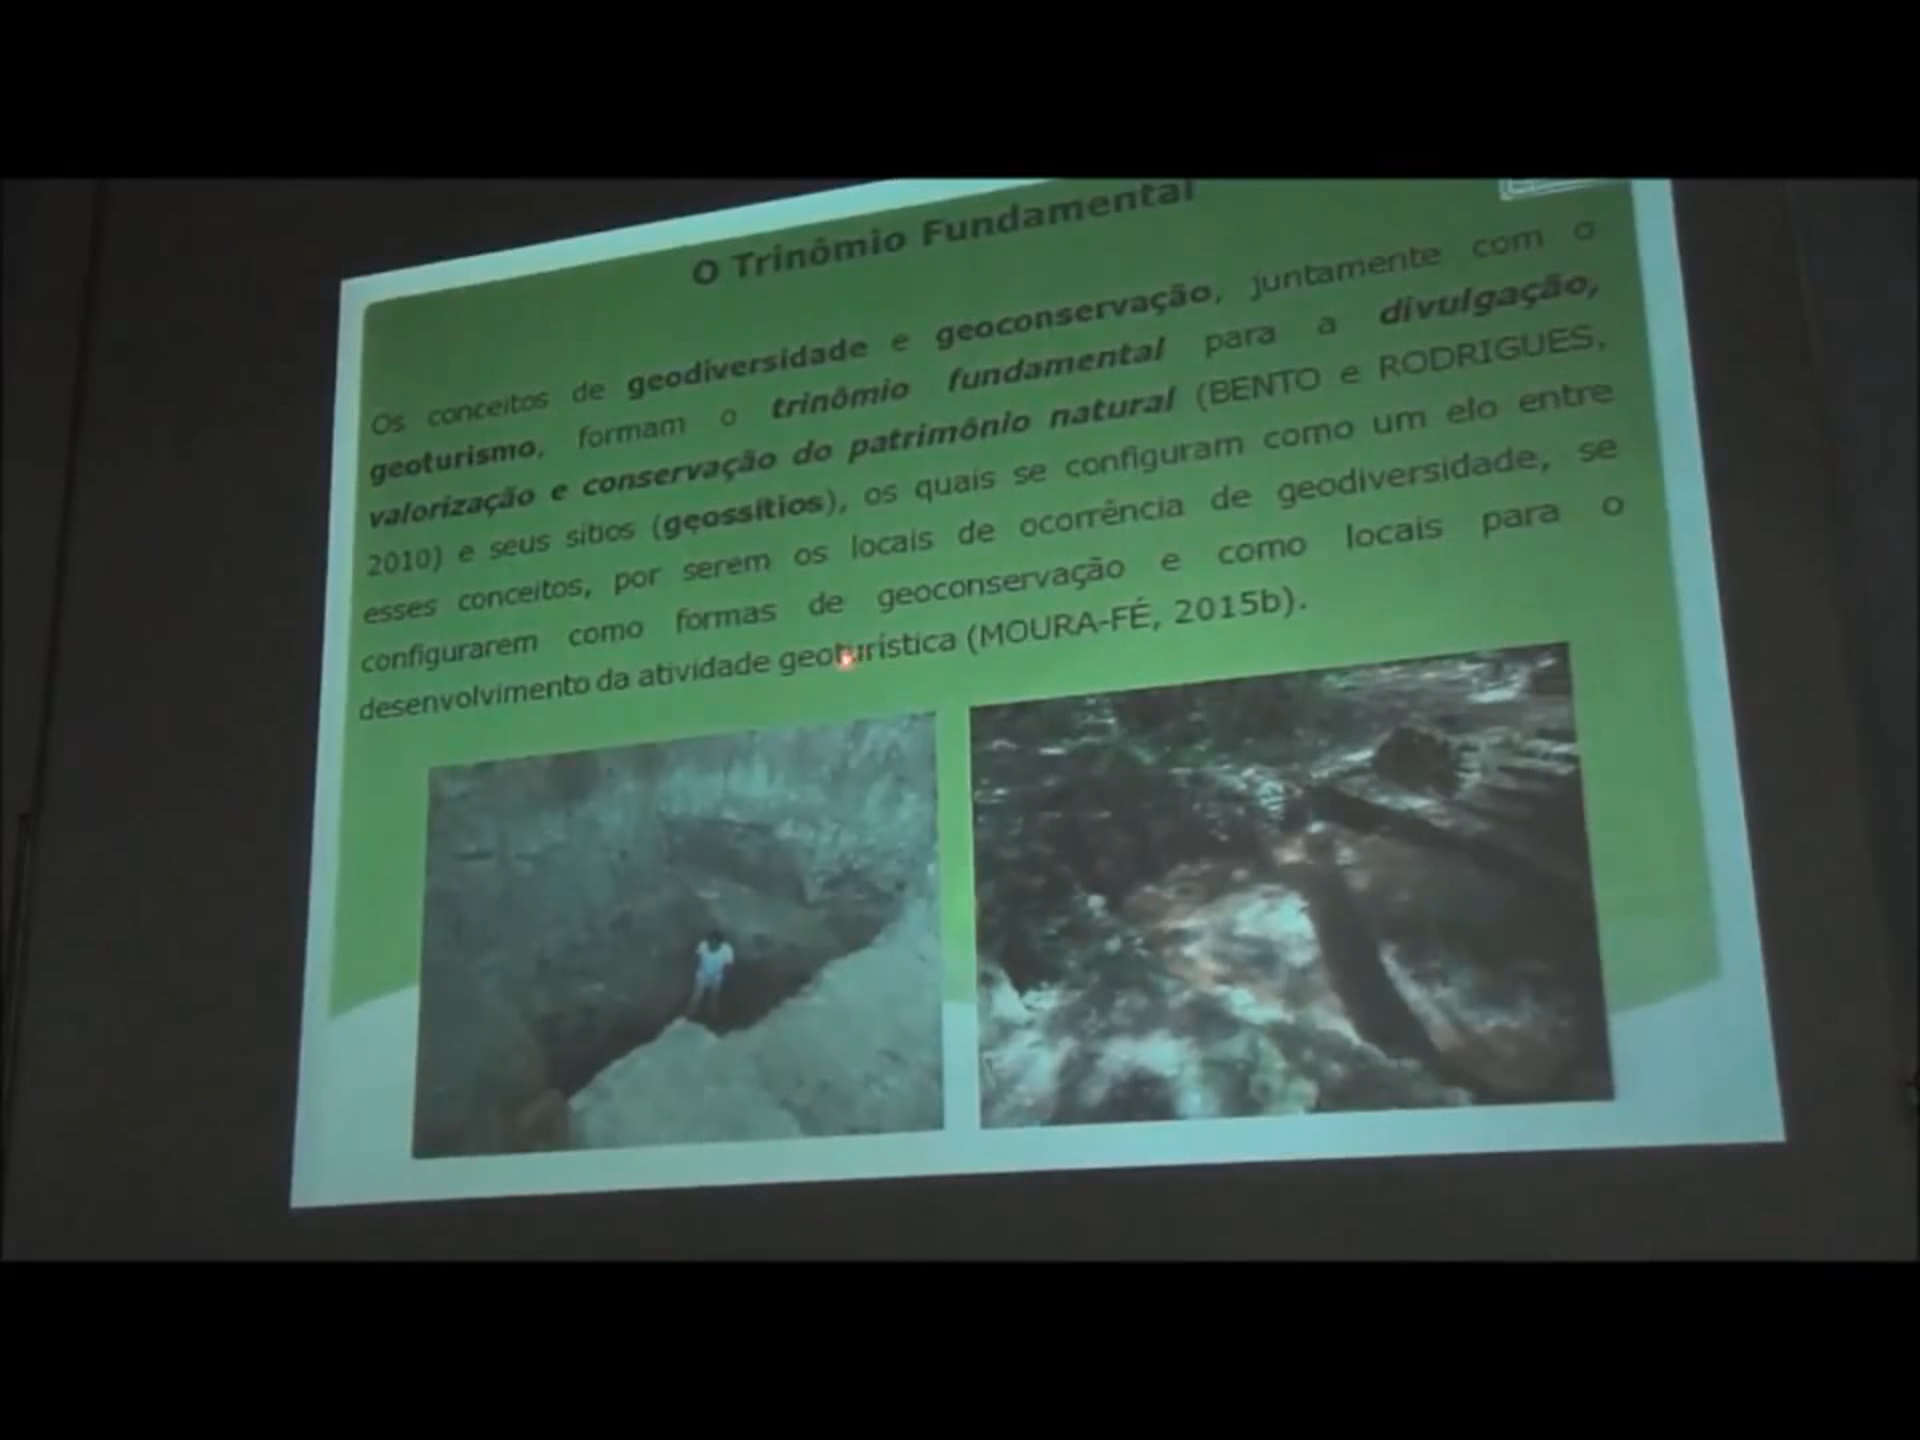 O Trinômio Fundamental
Os conceitos de geodiversidade e geoconservação, juntamente com o
geoturismo, formam o trinômio fundamental para a divulgação,
valorização e conservação do patrimônio natural (BENTO e RODRIGUES,
2010) e seus sítios (geossítios), os quais se configuram como um elo entre
esses conceitos, por serem os locais de ocorrência de geodiversidade, se
configurarem como formas de geoconservação e como locais para o
desenvolvimento da atividade geoturística (MOURA-FÉ, 2015b).